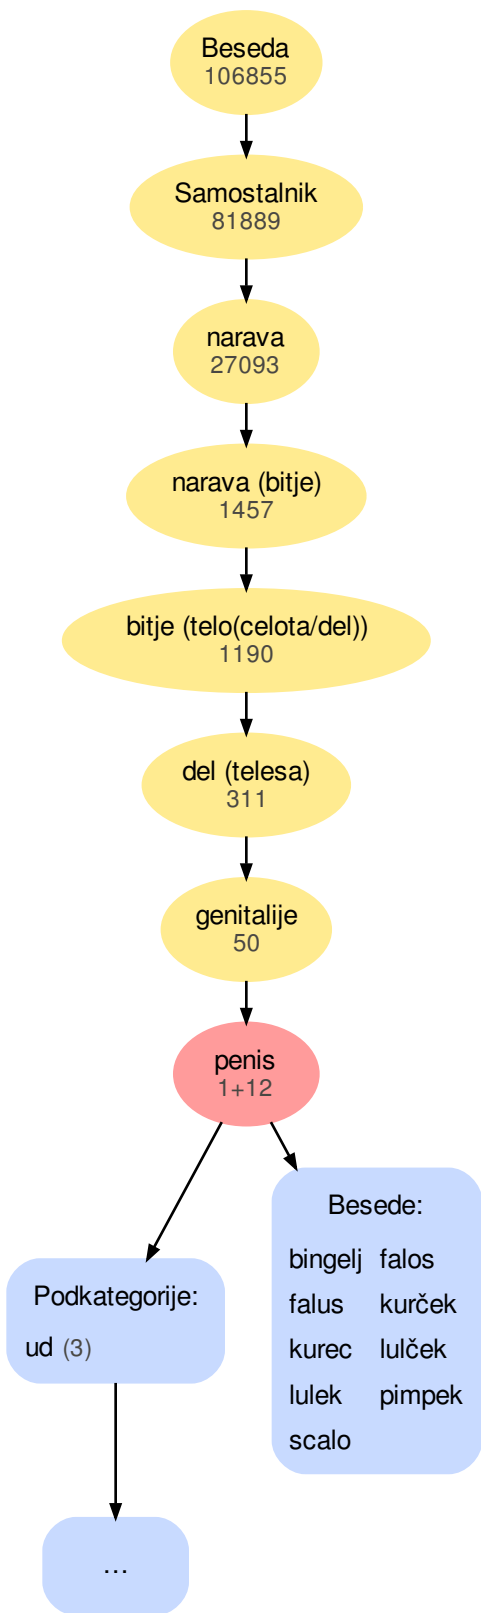 Beseda
106855
Samostalnik
81889
narava
27093
narava (bitje)
1457
bitje (telo(celota/del))
1190
del (telesa)
311
genitalije
50
penis
1+12
Besede:
bingelj falos
falus kurček
kurec lulček
lulek pimpek
scalo
Podkategorije:
ud (3)
...